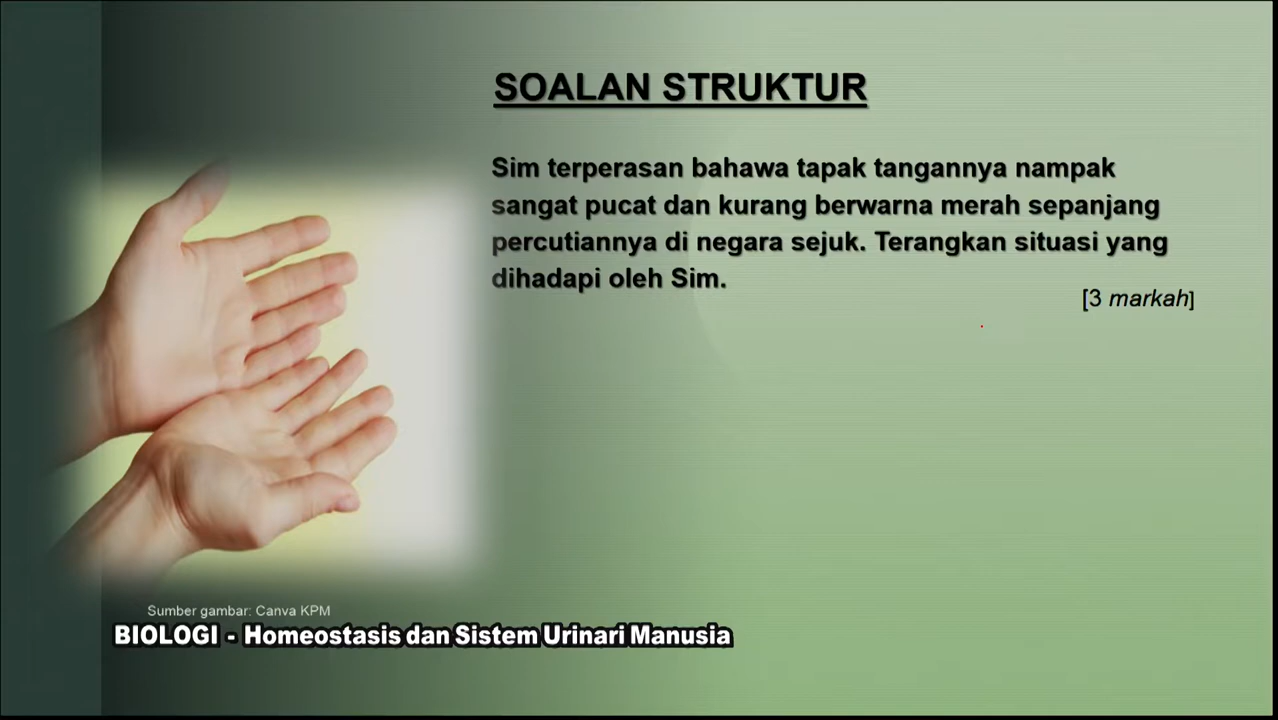 SOALAN STRUKTUR
Sim terperasan bahawa tapak tangannya nampak
sangat pucat dan kurang berwarna merah sepanjang
percutiannya di negara sejuk. Terangkan situasi yang
dihadapi oleh Sim.
[3 markah]
Sumber gambar: Canva KPM
BIOLOGI - Homeostasis dan Sistem Urinari Manusia